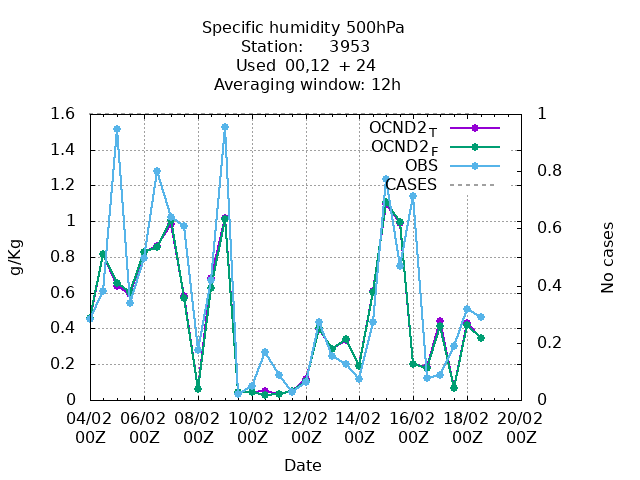 Specific humidity 500hPa
Station: 3953
Used 00,12 + 24
Averaging window: 12h
1.6
1.4
1.2
1
0.8
0.6
0.4
0.2
0
1
0.8
0.6
0.4
0.2
0
OCND2T
OCND2F
OBS
CASES
g/Kg
No cases
04/02 06/02 08/02 10/02 12/02 14/02 16/02 18/02 20/02
00Z 00Z 00Z 00Z 00Z 00Z 00Z 00Z 00Z
Date